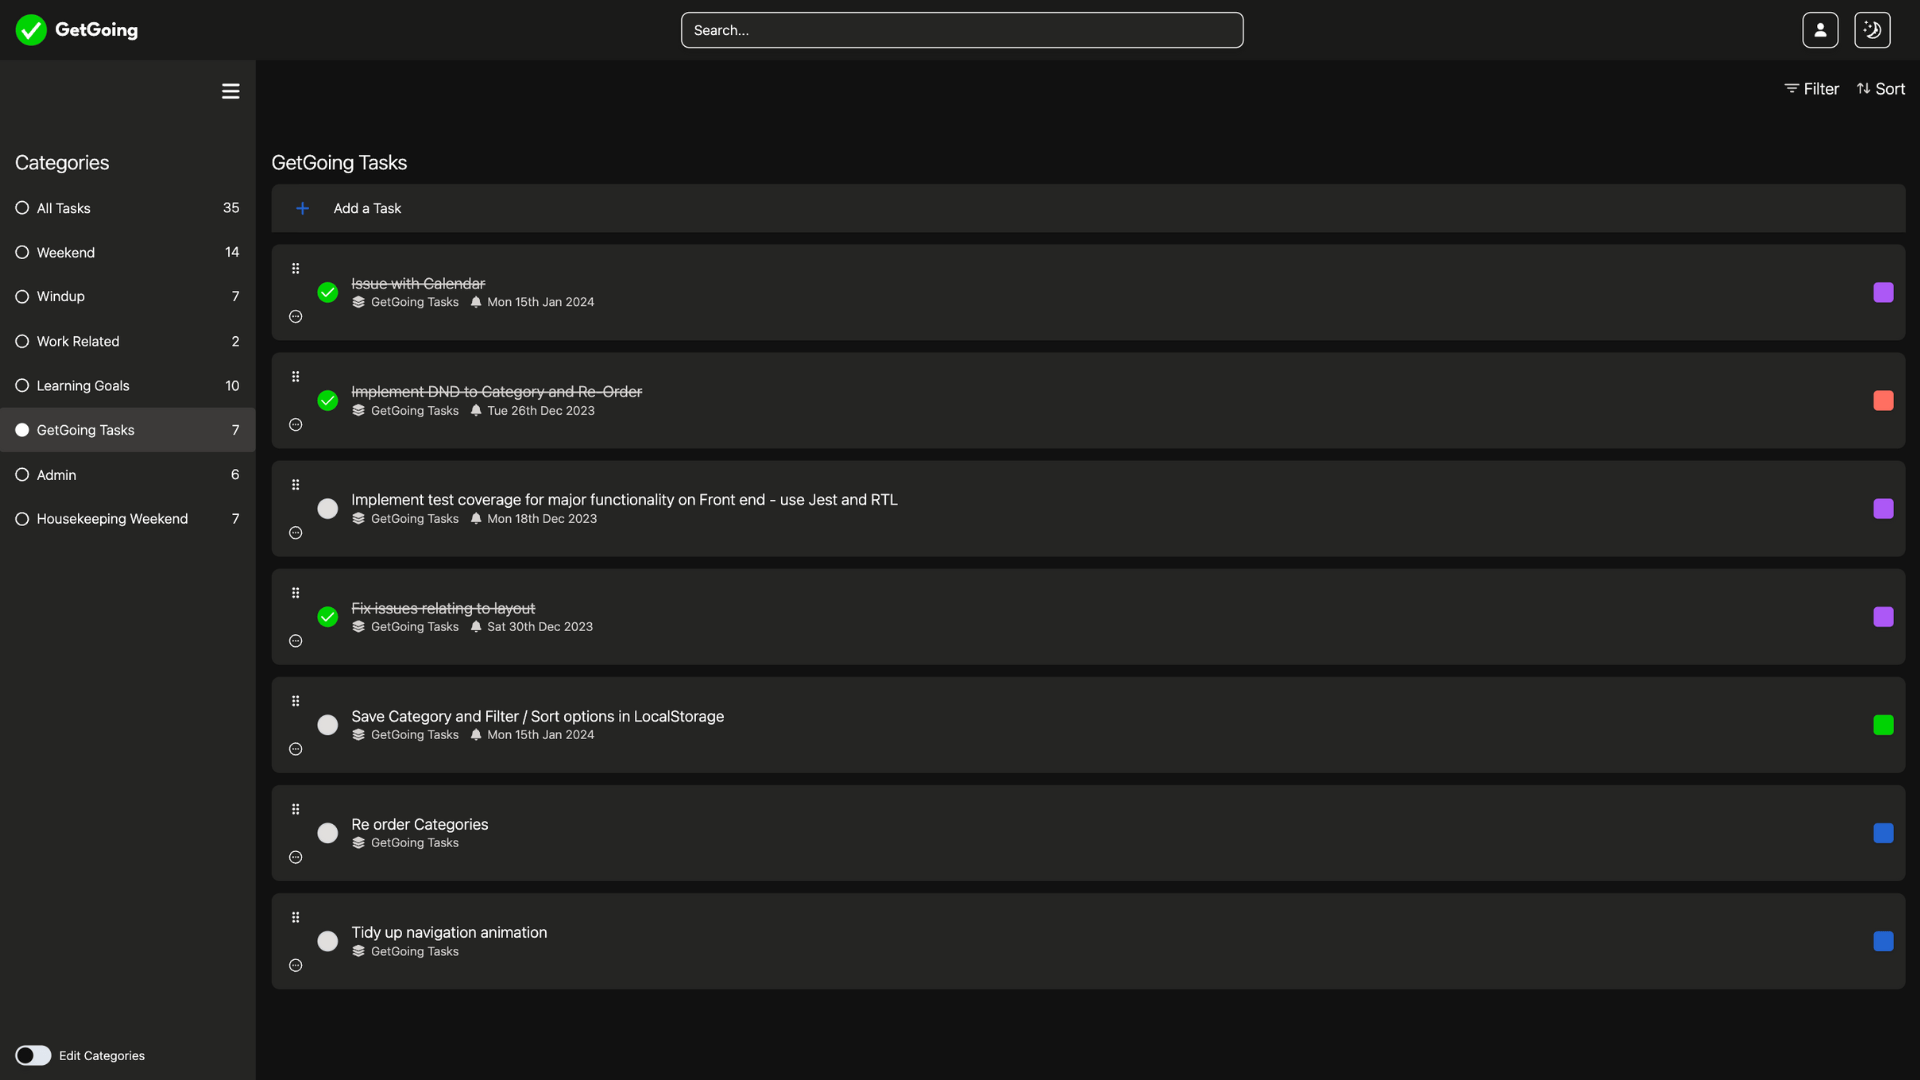 GetGoing
Search...
Filter
Sort
Categories
All Tasks 35
Weekend 14
Windup 7
Work Related 2
Learning Goals 10
GetGoing Tasks 7
Admin 6
Housekeeping Weekend 7
Edit Categories
GetGoing Tasks
Add a Task
Issue with Calendar
GetGoing Tasks Mon 15th Jan 2024
Implement DND to Category and Re-Order
GetGoing Tasks Tue 26th Dec 2023
Implement test coverage for major functionality on Front end - use Jest and RTL
GetGoing Tasks Mon 18th Dec 2023
Fix issues relating to layout
GetGoing Tasks Sat 30th Dec 2023
Save Category and Filter / Sort options in LocalStorage
GetGoing Tasks Mon 15th Jan 2024
Re order Categories
GetGoing Tasks
Tidy up navigation animation
GetGoing Tasks